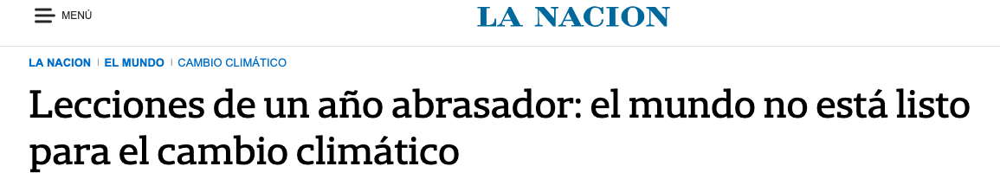 MENÚ
LA NACION
LA NACION | EL MUNDO | CAMBIO CLIMÁTICO
Lecciones de un año abrasador: el mundo no está listo
para el cambio climático